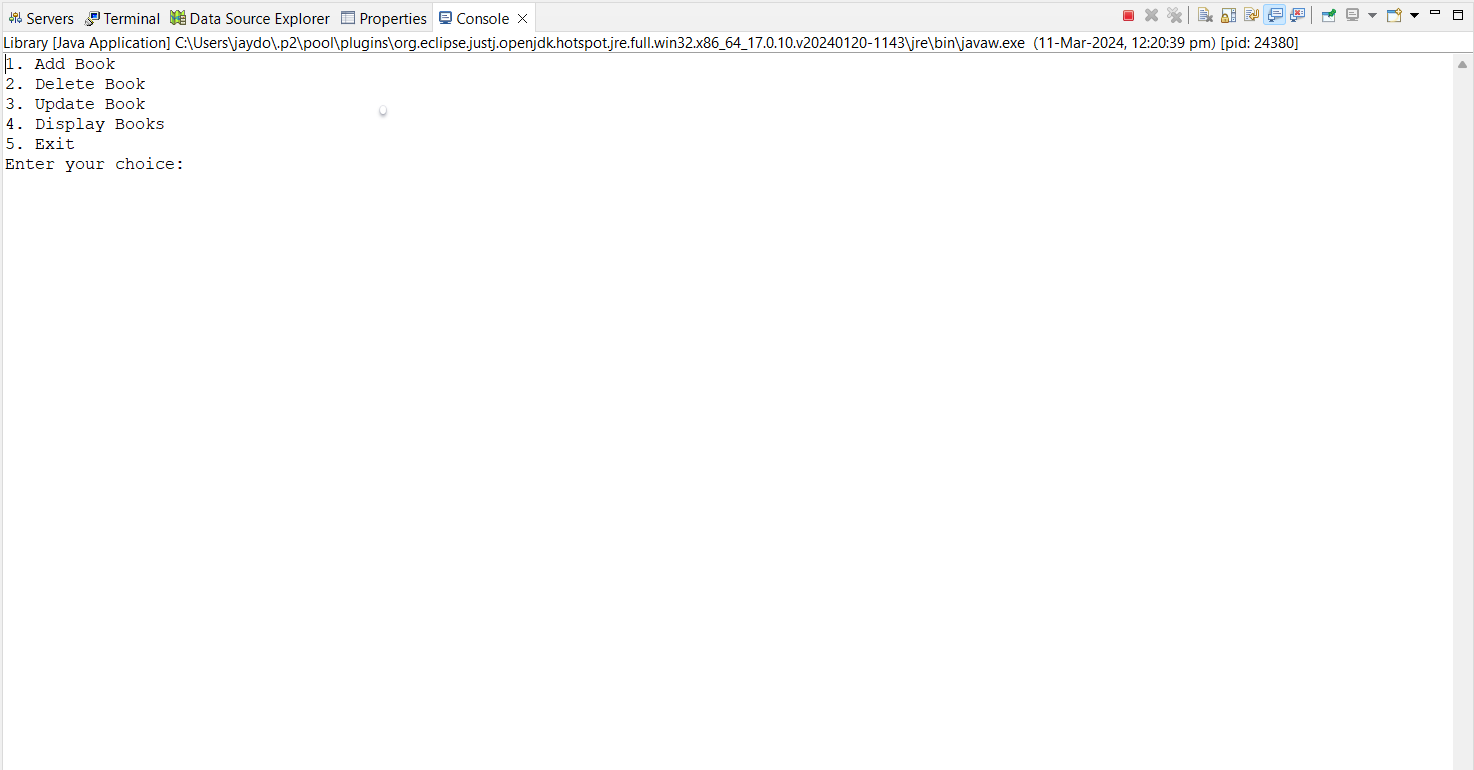 Servers Terminal Data Source Explorer Properties Console
Library [Java Application] C:\Users\jaydo\.p2\pool\plugins\org.eclipse.justj.openjdk.hotspot.jre.full.win32.x86_64_17.0.10.v20240120-1143\jre\bin\javaw.exe (11-Mar-2024, 12:20:39 pm) [pid: 24380]
1. Add Book
2. Delete Book
3. Update Book
4. Display Books
5. Exit
Enter your choice: